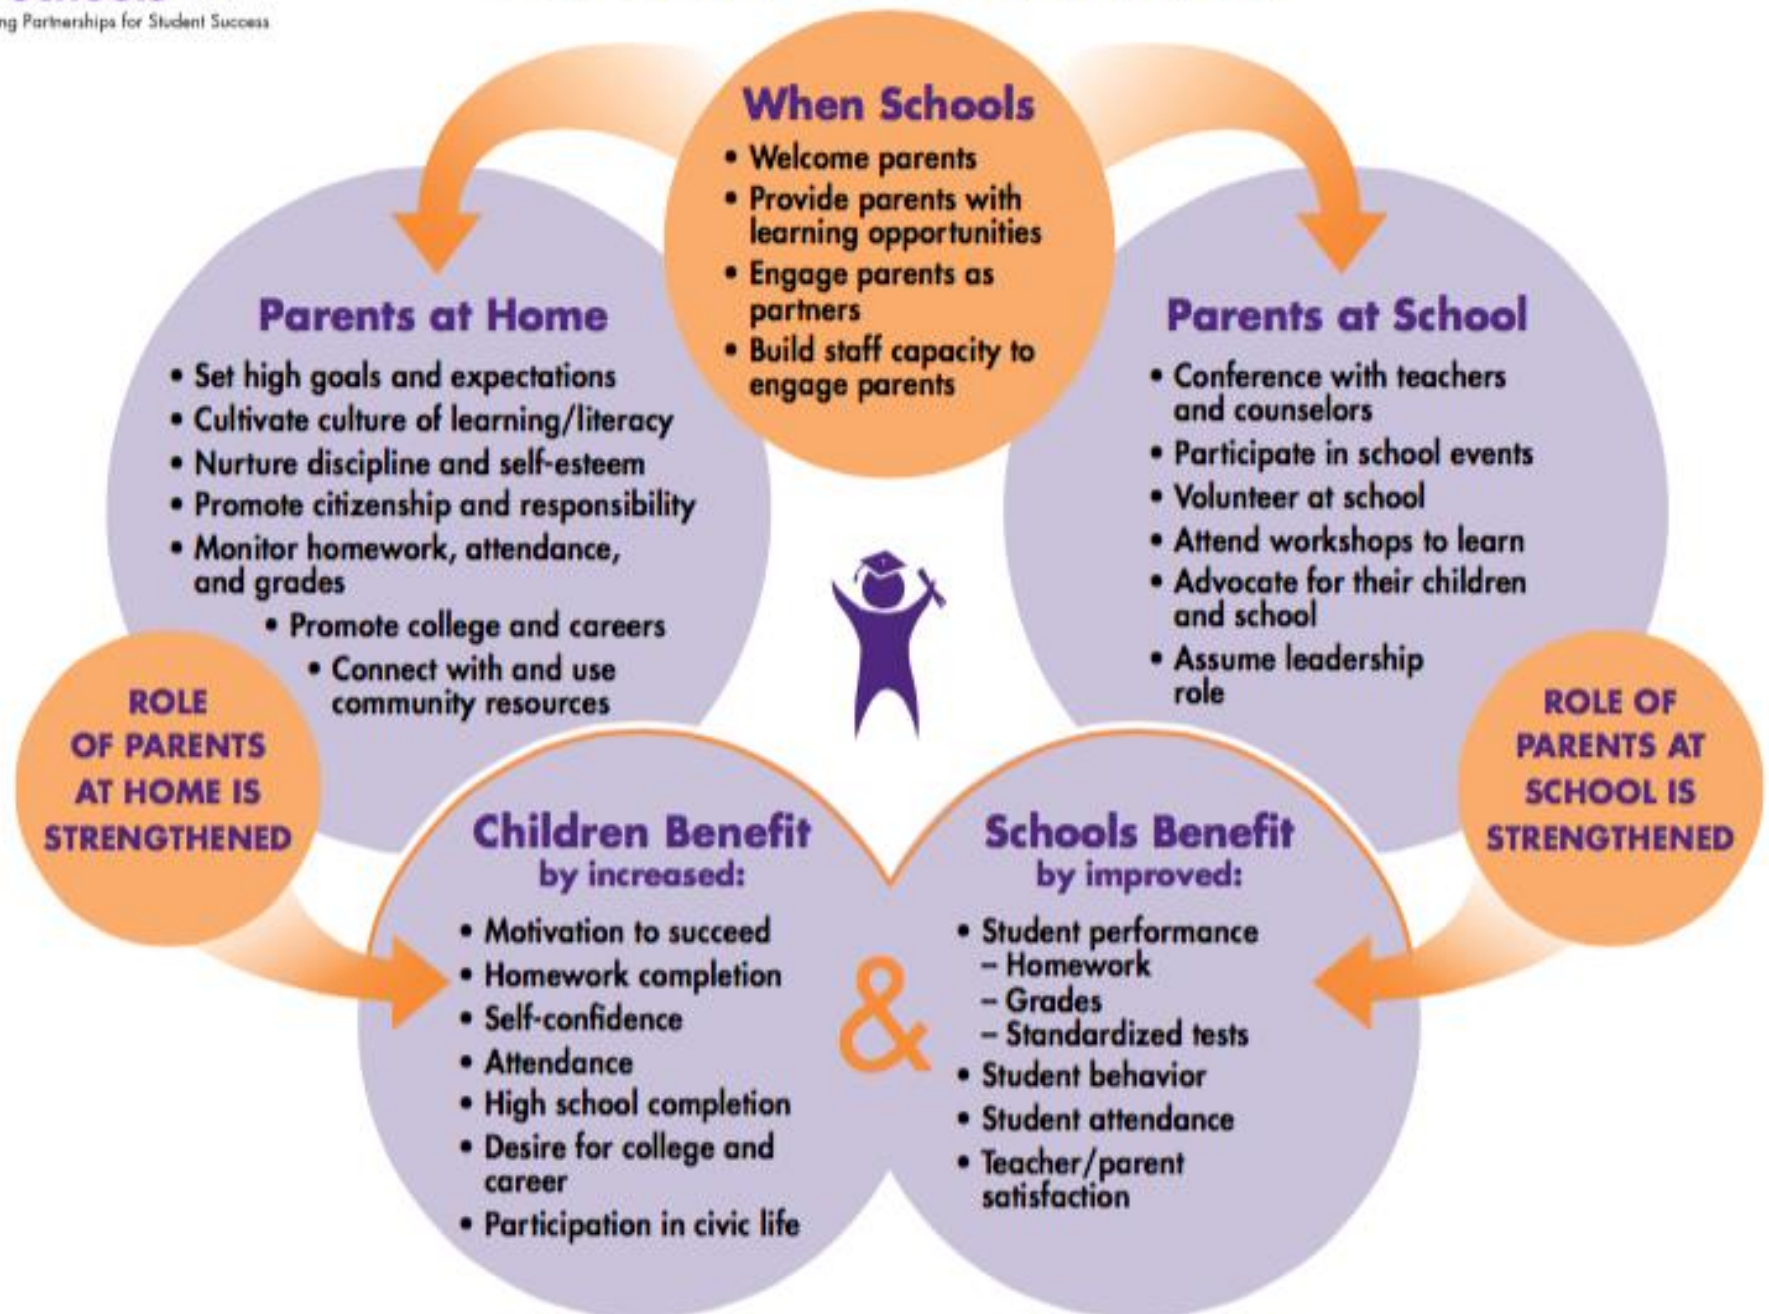 ng Partnerships for Student Success
When Schools
• Welcome parents
• Provide parents with
learning opportunities
• Engage parents as
partners
• Build staff capacity to
engage parents
Parents at Home
• Set high goals and expectations
• Cultivate culture of learning/literacy
• Nurture discipline and self-esteem
• Promote citizenship and responsibility
• Monitor homework, attendance,
and grades
• Promote college and careers
• Connect with and use
community resources
Parents at School
• Conference with teachers
and counselors
• Participate in school events
• Volunteer at school
• Attend workshops to learn
• Advocate for their children
and school
• Assume leadership
role
ROLE
OF PARENTS
AT HOME IS
STRENGTHENED
ROLE OF
PARENTS AT
SCHOOL IS
STRENGTHENED
Children Benefit
by increased:
• Motivation to succeed
• Homework completion
• Self-confidence
• Attendance
• High school completion
• Desire for college and
career
• Participation in civic life
&
Schools Benefit
by improved:
• Student performance
– Homework
– Grades
– Standardized tests
• Student behavior
• Student attendance
• Teacher/parent
satisfaction